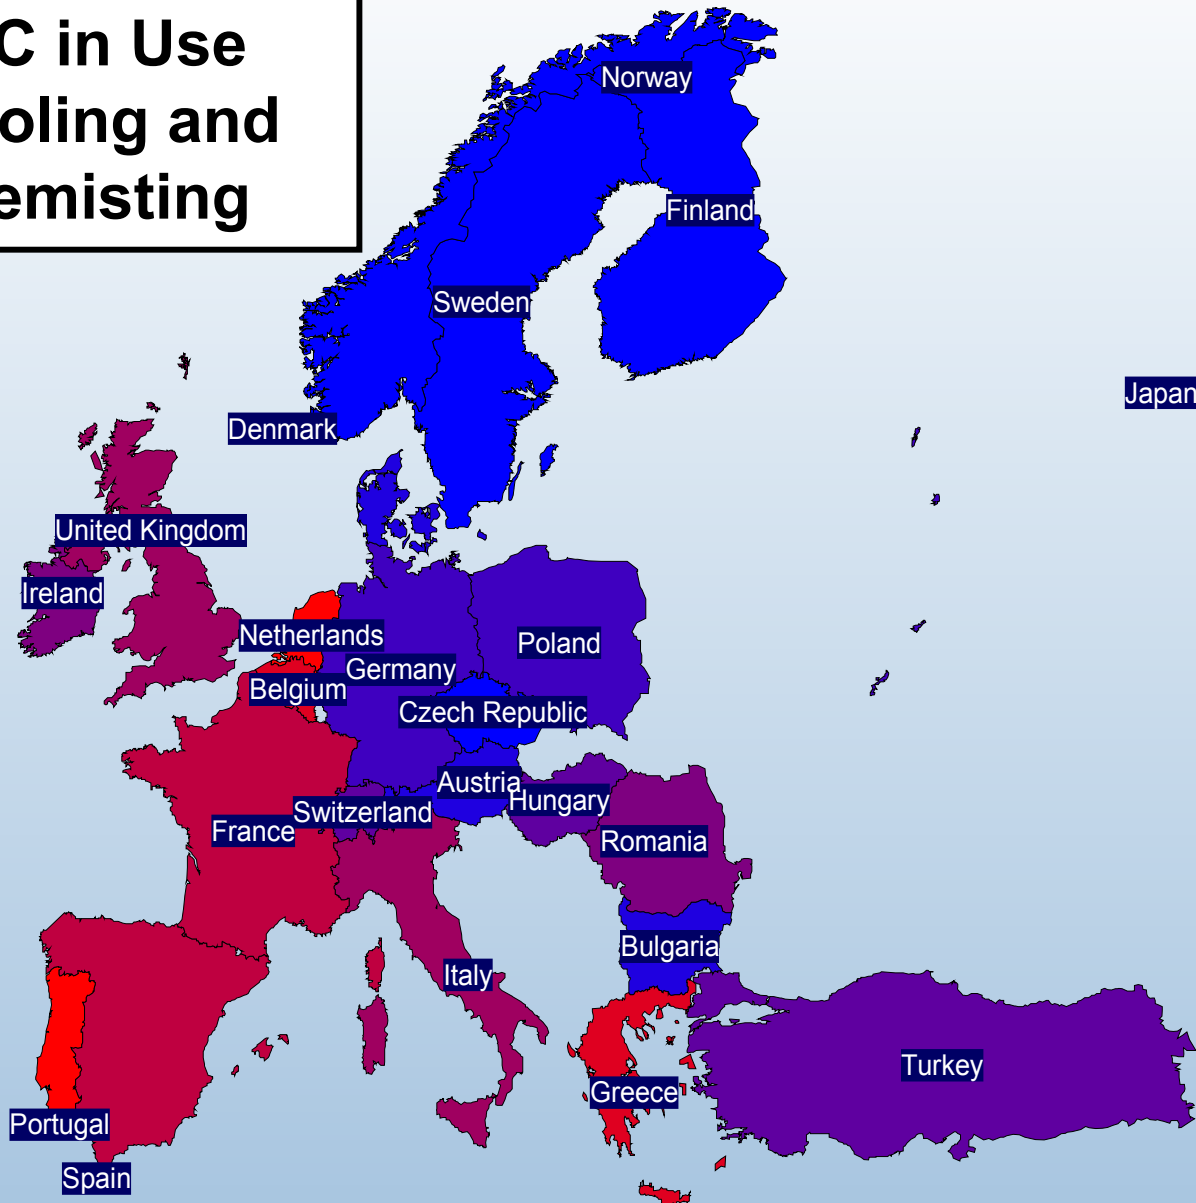 C in Use
oling and
emisting
Norway
Finland
Sweden
Japan
Denmark
United Kingdom
Ireland
Netherlands
Poland
Germany
Belgium
Czech Republic
Austria
Hungary
Switzerland
France
Romania
Bulgaria
Italy
Turkey
Greece
Portugal
Spain